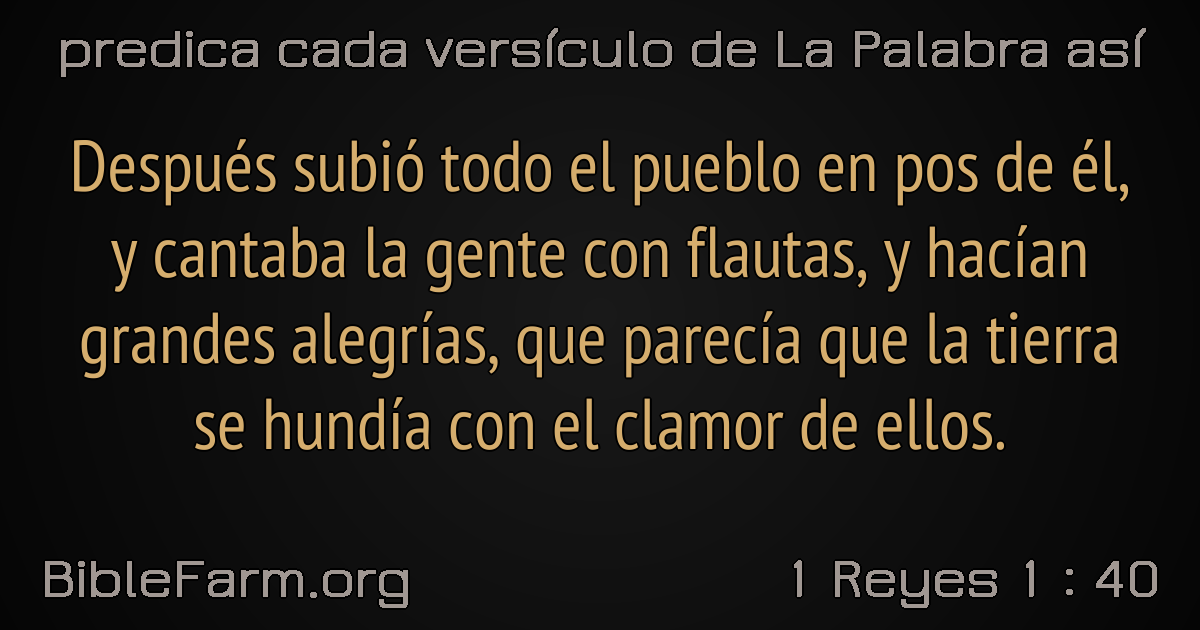 predica cada versículo de La Palabra así
Después subió todo el pueblo en pos de él,
y cantaba la gente con flautas, y hacían
grandes alegrías, que parecía que la tierra
se hundía con el clamor de ellos.
BibleFarm.org
1 Reyes 1 : 40